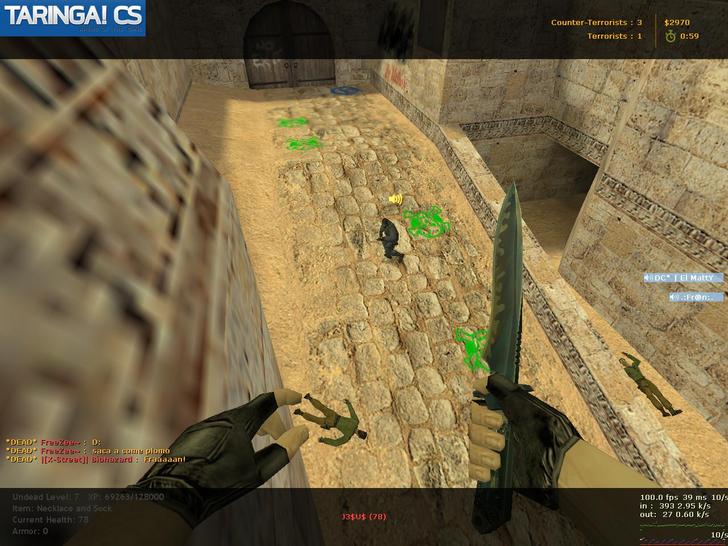 TARINGA! CS
Counter-Terrorists : 3
$2970
Terrorists : 1
0:59
DC* | El MattY
.:Fr@n:.
*DEAD* FreeZee~ : D:
*DEAD* FreeZee~ : saca a come plomo
*DEAD* |[X-Street]| Biohazard : Fraaaaan!
Undead Level: 7 XP: 69263/128000
Item: Necklace and Sock
Current Health: 78
Armor: 0
J3$U$ (78)
100.0 fps 39 ms 10/s
in : 393 2.95 k/s
out: 27 0.60 k/s
10/s